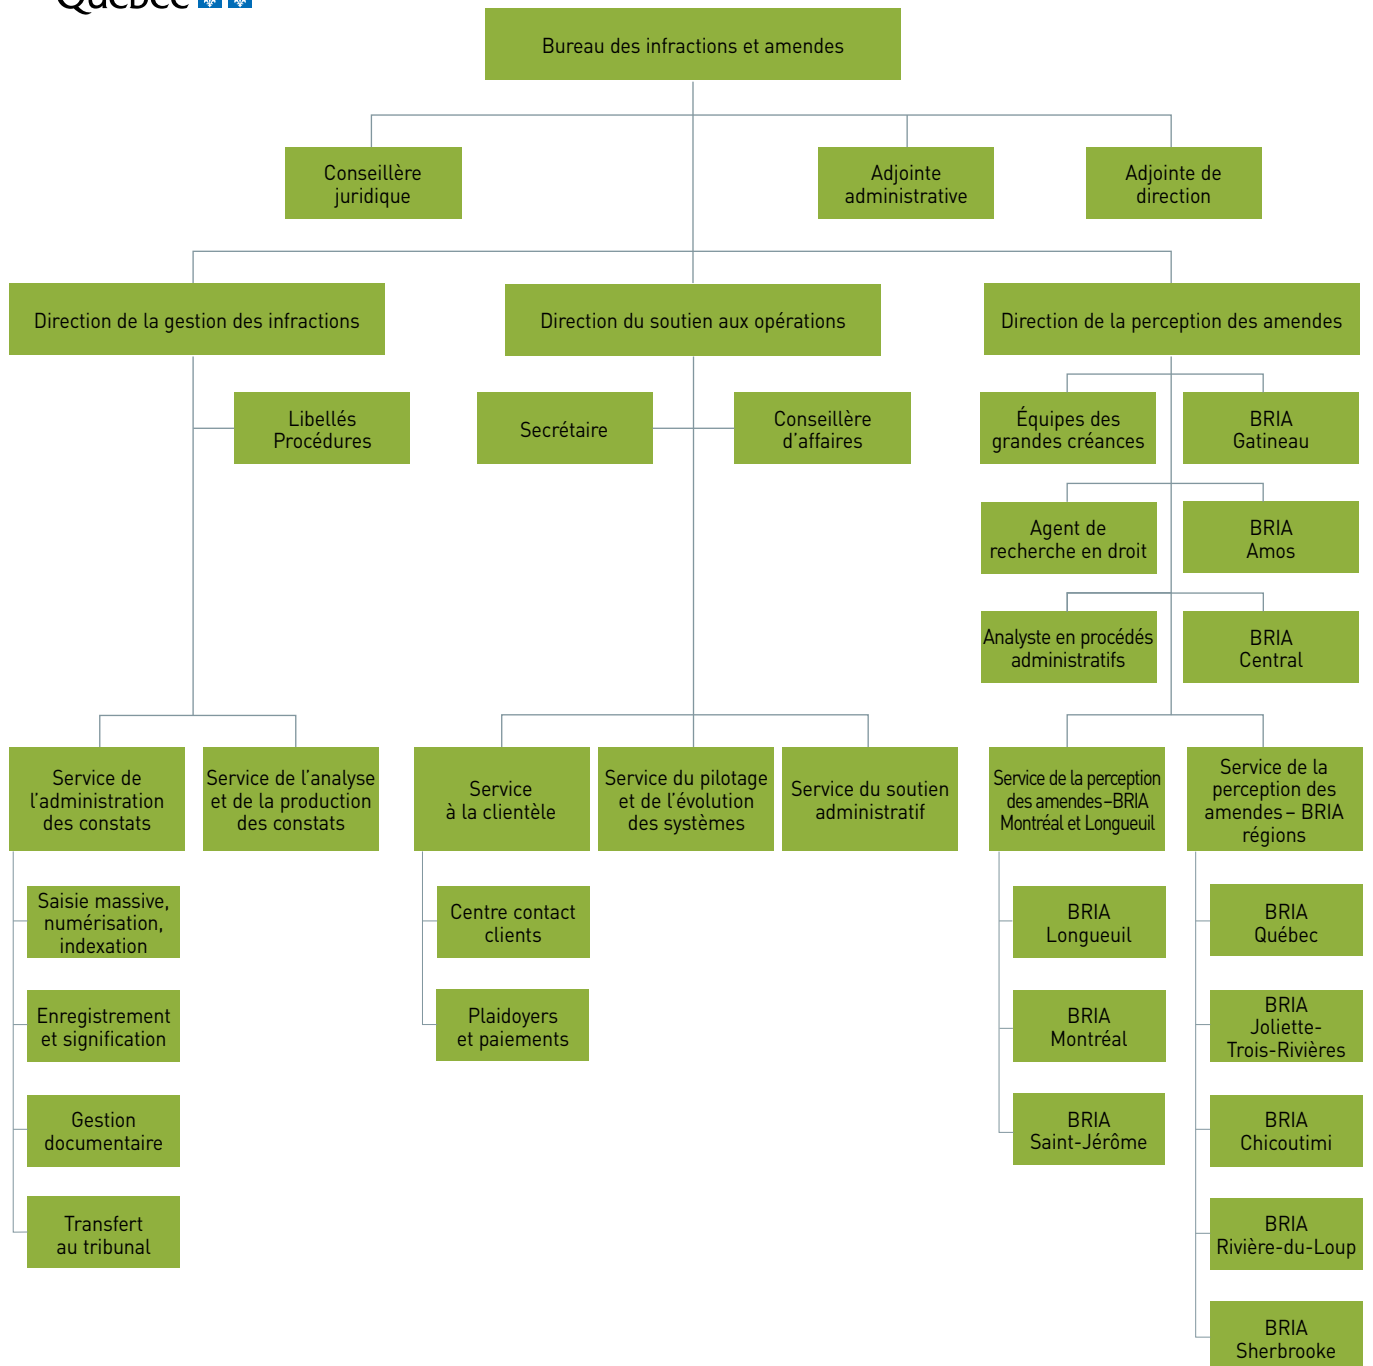 Québec
Bureau des infractions et amendes
Conseillère
juridique
Adjointe
administrative
Adjointe de
direction
Direction de la gestion des infractions
Direction du soutien aux opérations
Direction de la perception des amendes
Libellés
Procédures
Secrétaire
Conseillère
d'affaires
Équipes des
grandes créances
BRIA
Gatineau
Agent de
recherche en droit
BRIA
Amos
Analyste en procédés
administratifs
BRIA
Central
Service de
l'administration
des constats
Service de l'analyse
et de la production
des constats
Service
à la clientèle
Service du pilotage
et de l'évolution
des systèmes
Service du soutien
administratif
Service de la perception
des amendes–BRIA
Montréal et Longueuil
Service de la
perception des
amendes – BRIA
régions
Saisie massive,
numérisation,
indexation
Centre contact
clients
BRIA
Longueuil
BRIA
Québec
Enregistrement
et signification
Plaidoyers
et paiements
BRIA
Montréal
BRIA
Joliette-
Trois-Rivières
Gestion
documentaire
BRIA
Saint-Jérôme
BRIA
Chicoutimi
Transfert
au tribunal
BRIA
Rivière-du-Loup
BRIA
Sherbrooke